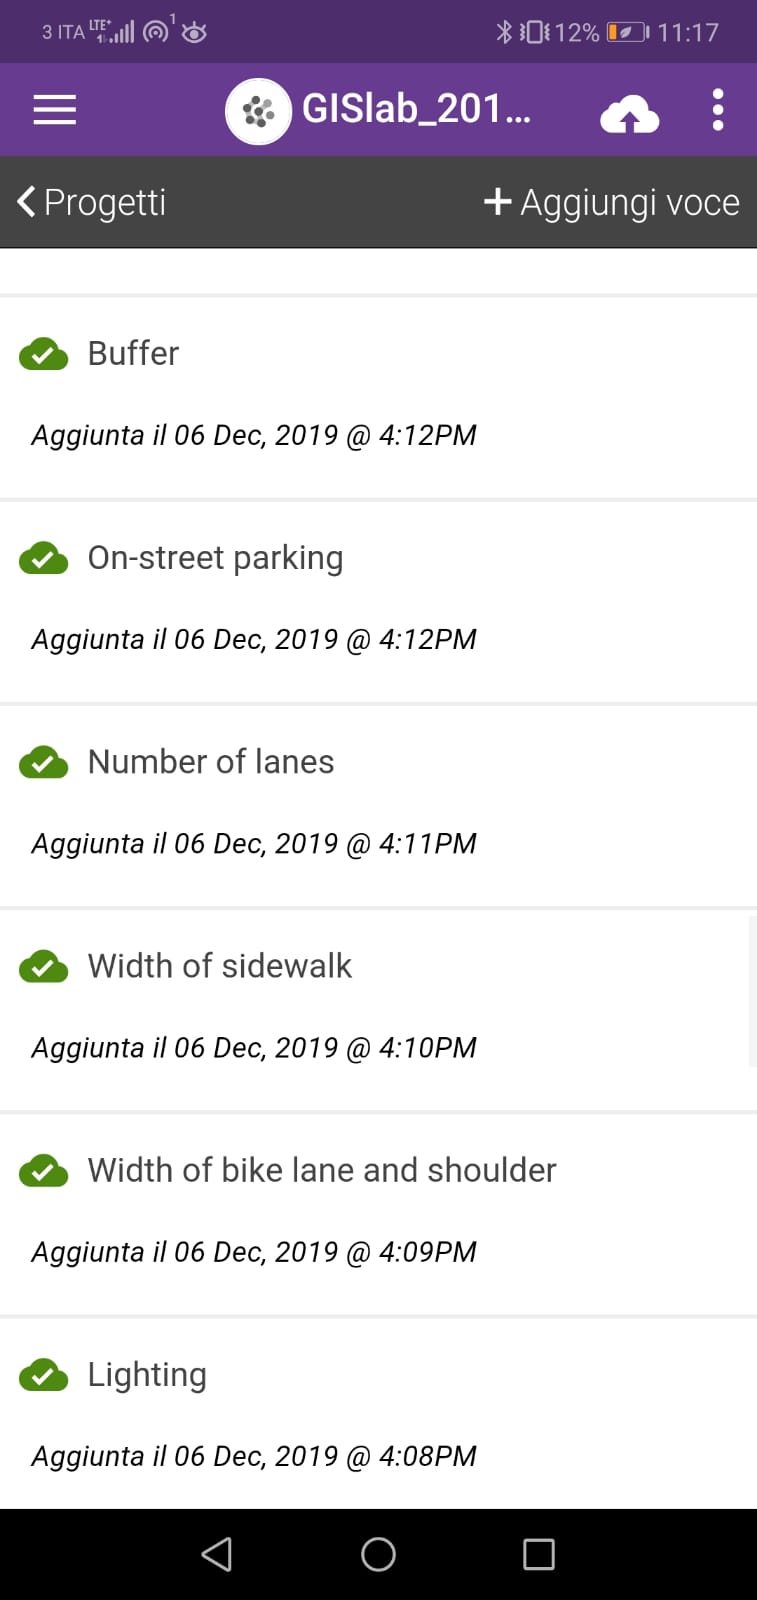 3 ITA LTE+ 1 12% 11:17
GISlab_201...
Progetti + Aggiungi voce
Buffer
Aggiunta il 06 Dec, 2019 @ 4:12PM
On-street parking
Aggiunta il 06 Dec, 2019 @ 4:12PM
Number of lanes
Aggiunta il 06 Dec, 2019 @ 4:11PM
Width of sidewalk
Aggiunta il 06 Dec, 2019 @ 4:10PM
Width of bike lane and shoulder
Aggiunta il 06 Dec, 2019 @ 4:09PM
Lighting
Aggiunta il 06 Dec, 2019 @ 4:08PM